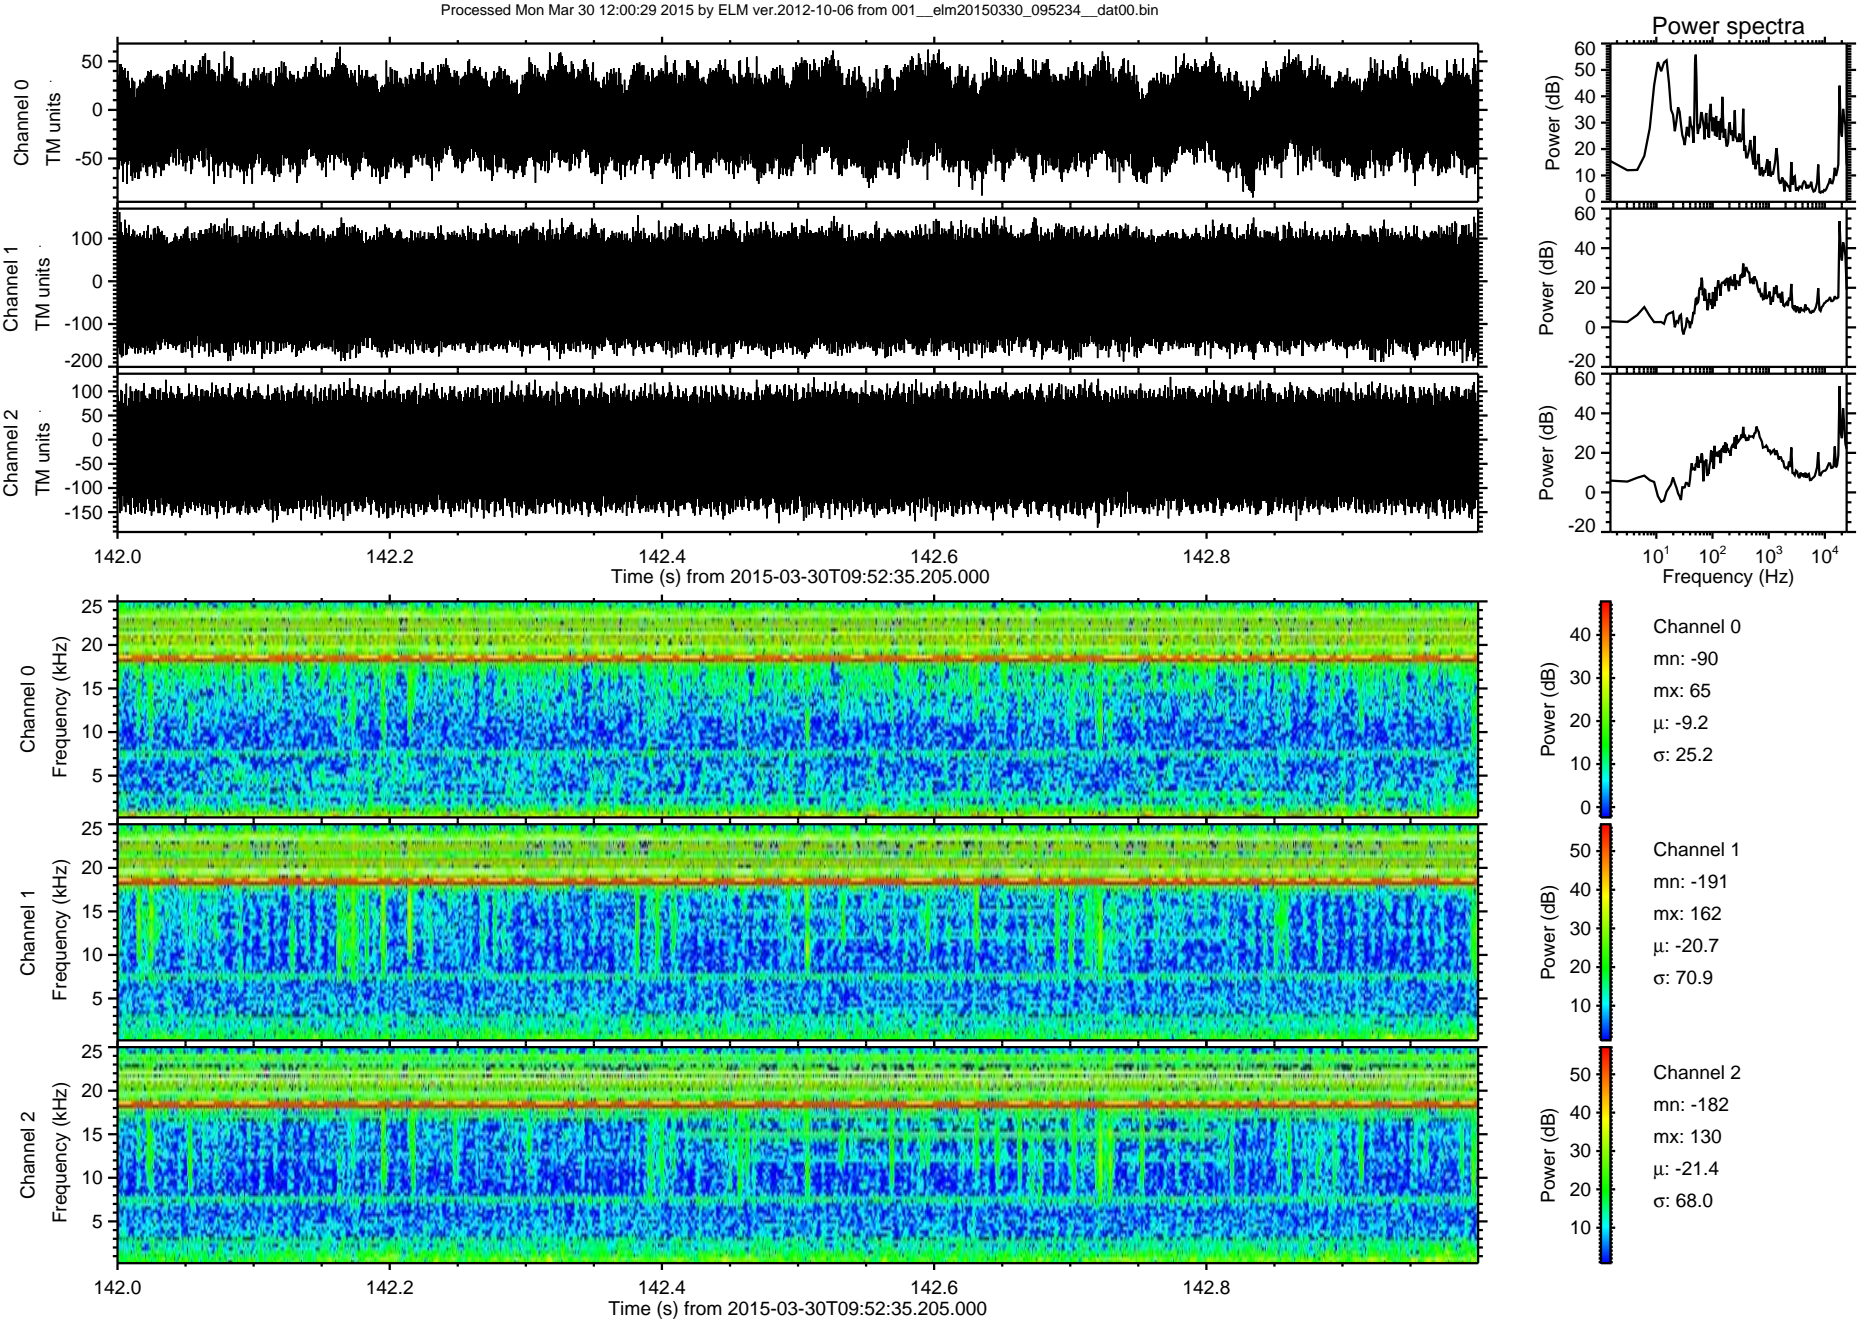 Processed Mon Mar 30 12:00:29 2015 by ELM ver.2012-10-06 from 001__elm20150330_095234__dat00.bin
Power spectra
Channel 0
TM units
50
0
-50
Power (dB)
60
50
40
30
20
10
0
Channel 1
TM units
100
0
-100
-200
Power (dB)
60
40
20
0
-20
Channel 2
TM units
100
50
0
-50
-100
-150
Power (dB)
60
40
20
0
-20
142.0
142.2
142.4
142.6
142.8
Time (s) from 2015-03-30T09:52:35.205.000
10^1
10^2
10^3
10^4
Frequency (Hz)
Channel 0
Frequency (kHz)
25
20
15
10
5
Power (dB)
40
30
20
10
0
Channel 0
mn: -90
mx: 65
μ: -9.2
σ: 25.2
Channel 1
Frequency (kHz)
25
20
15
10
5
Power (dB)
50
40
30
20
10
Channel 1
mn: -191
mx: 162
μ: -20.7
σ: 70.9
Channel 2
Frequency (kHz)
25
20
15
10
5
Power (dB)
50
40
30
20
10
Channel 2
mn: -182
mx: 130
μ: -21.4
σ: 68.0
142.0
142.2
142.4
142.6
142.8
Time (s) from 2015-03-30T09:52:35.205.000